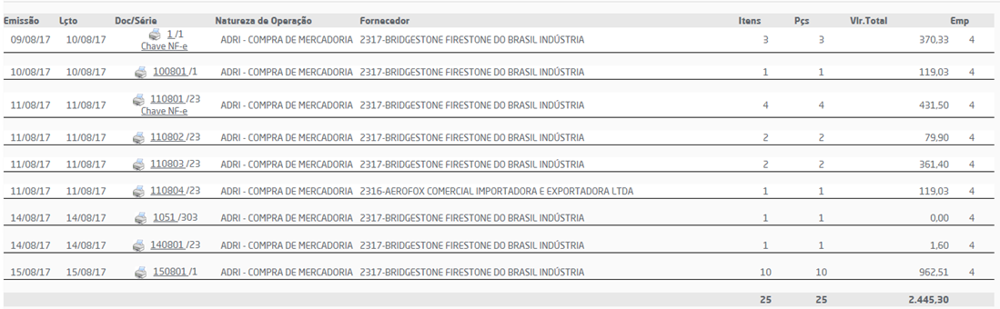 Emissão Lçto Doc/Série Natureza de Operação Fornecedor Itens Pçs Vlr.Total Emp
09/08/17 10/08/17 1 /1 ADRI - COMPRA DE MERCADORIA 2317-BRIDGESTONE FIRESTONE DO BRASIL INDÚSTRIA 3 3 370,33 4
Chave NF-e
10/08/17 10/08/17 100801 /1 ADRI - COMPRA DE MERCADORIA 2317-BRIDGESTONE FIRESTONE DO BRASIL INDÚSTRIA 1 1 119,03 4
11/08/17 11/08/17 110801 /23 ADRI - COMPRA DE MERCADORIA 2317-BRIDGESTONE FIRESTONE DO BRASIL INDÚSTRIA 4 4 431,50 4
Chave NF-e
11/08/17 11/08/17 110802 /23 ADRI - COMPRA DE MERCADORIA 2317-BRIDGESTONE FIRESTONE DO BRASIL INDÚSTRIA 2 2 79,90 4
11/08/17 11/08/17 110803 /23 ADRI - COMPRA DE MERCADORIA 2317-BRIDGESTONE FIRESTONE DO BRASIL INDÚSTRIA 2 2 361,40 4
11/08/17 11/08/17 110804 /23 ADRI - COMPRA DE MERCADORIA 2316-AEROFOX COMERCIAL IMPORTADORA E EXPORTADORA LTDA 1 1 119,03 4
14/08/17 14/08/17 1051 /303 ADRI - COMPRA DE MERCADORIA 2317-BRIDGESTONE FIRESTONE DO BRASIL INDÚSTRIA 1 1 0,00 4
14/08/17 14/08/17 140801 /23 ADRI - COMPRA DE MERCADORIA 2317-BRIDGESTONE FIRESTONE DO BRASIL INDÚSTRIA 1 1 1,60 4
15/08/17 15/08/17 150801 /1 ADRI - COMPRA DE MERCADORIA 2317-BRIDGESTONE FIRESTONE DO BRASIL INDÚSTRIA 10 10 962,51 4
25 25 2.445,30